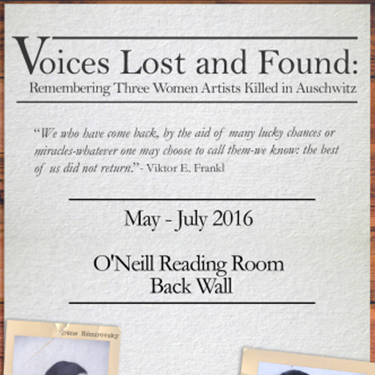 Voices Lost and Found:
Remembering Three Women Artists Killed in Auschwitz
“We who have come back, by the aid of many lucky chances or
miracles-whatever one may choose to call them-we know: the best
of us did not return.”- Viktor E. Frankl
May - July 2016
O'Neill Reading Room
Back Wall
Irène Némirovsky